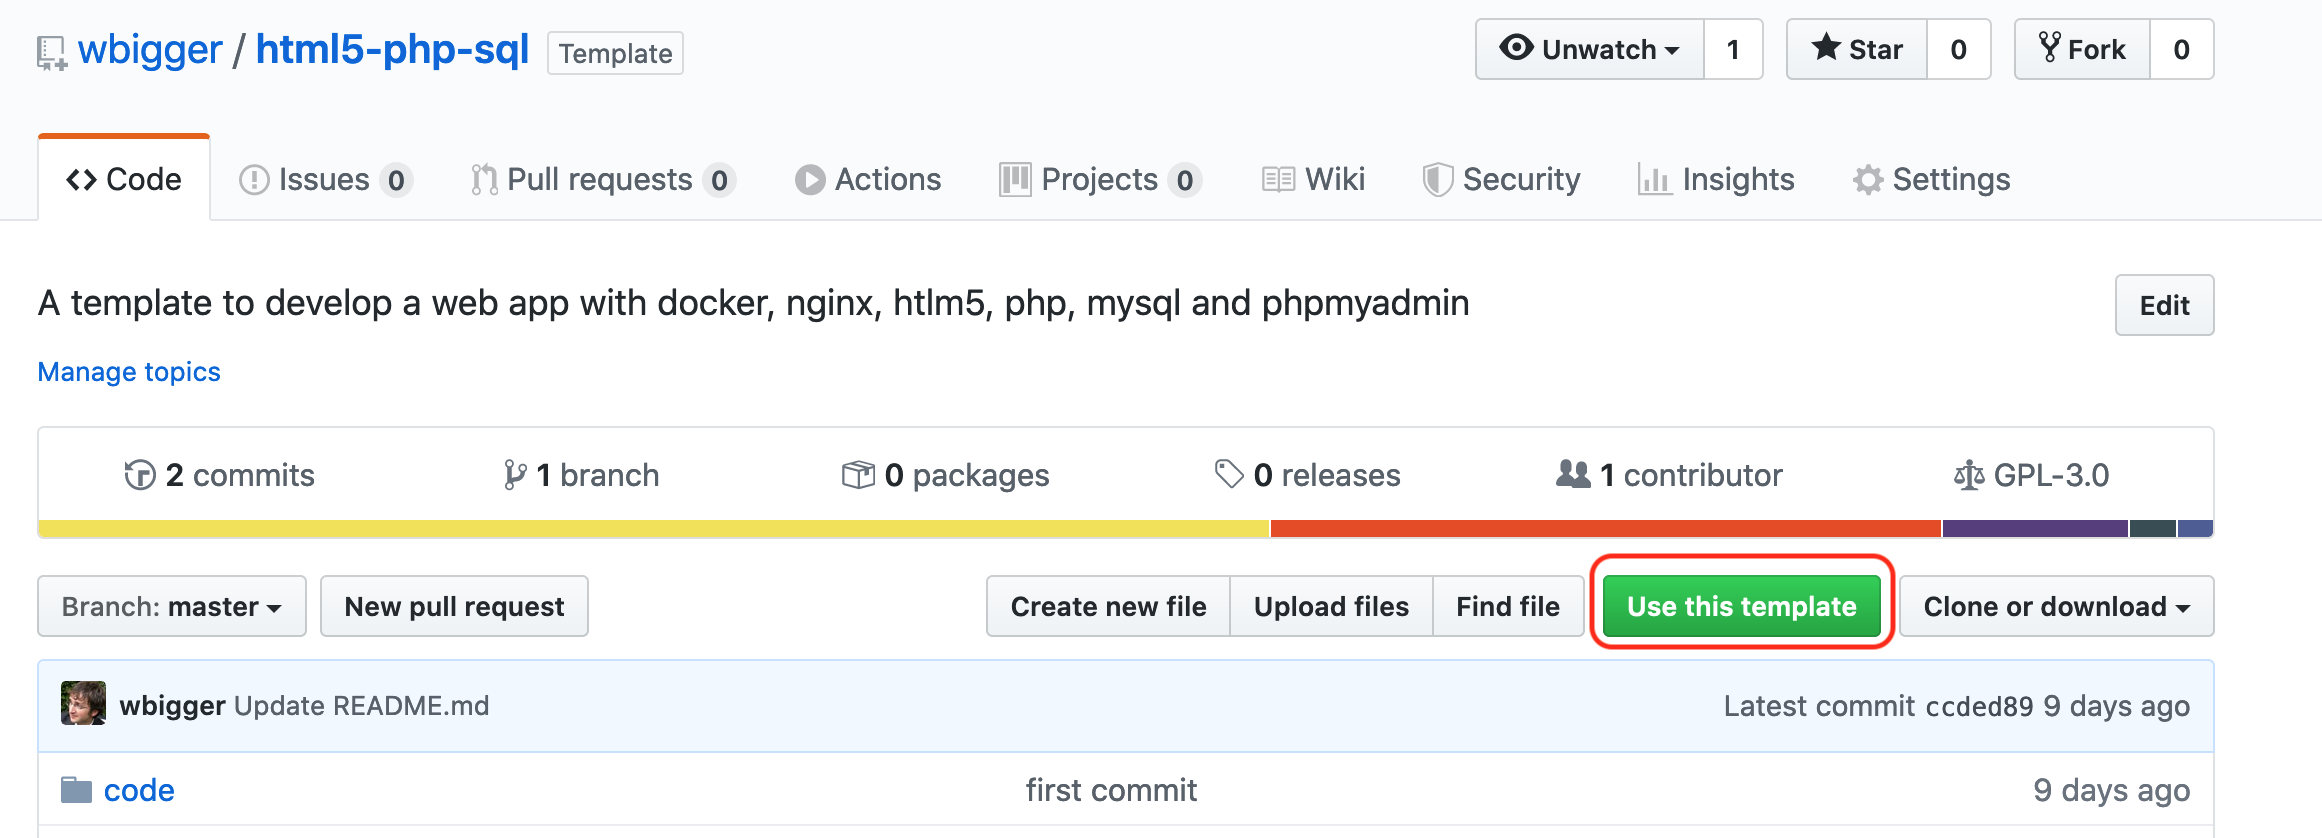 wbigger / html5-php-sql Template Unwatch 1 Star 0 Fork 0
Code Issues 0 Pull requests 0 Actions Projects 0 Wiki Security Insights Settings
A template to develop a web app with docker, nginx, htlm5, php, mysql and phpmyadmin Edit
Manage topics
2 commits 1 branch 0 packages 0 releases 1 contributor GPL-3.0
Branch: master New pull request Create new file Upload files Find file Use this template Clone or download
wbigger Update README.md Latest commit ccded89 9 days ago
code first commit 9 days ago